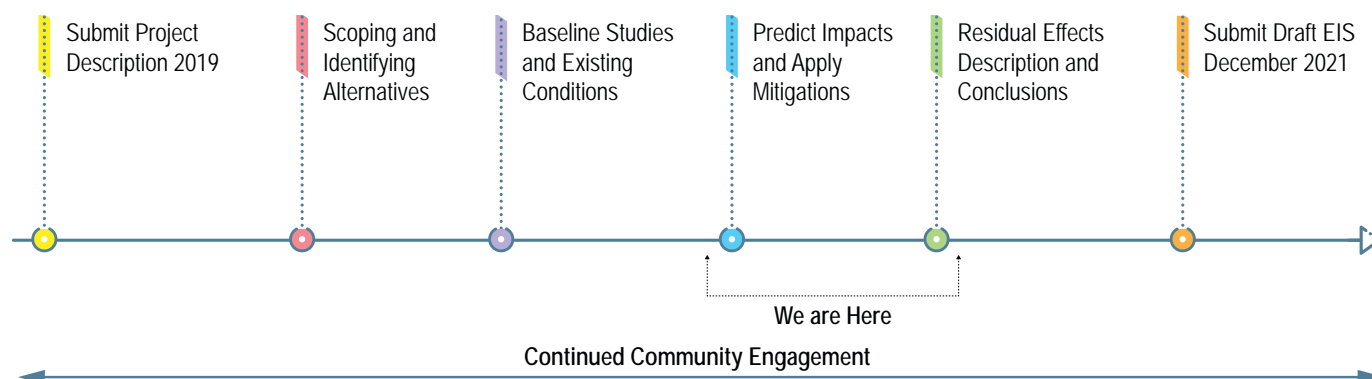 Submit Project
Description 2019
Scoping and
Identifying
Alternatives
Baseline Studies
and Existing
Conditions
Predict Impacts
and Apply
Mitigations
Residual Effects
Description and
Conclusions
Submit Draft EIS
December 2021
We are Here
Continued Community Engagement